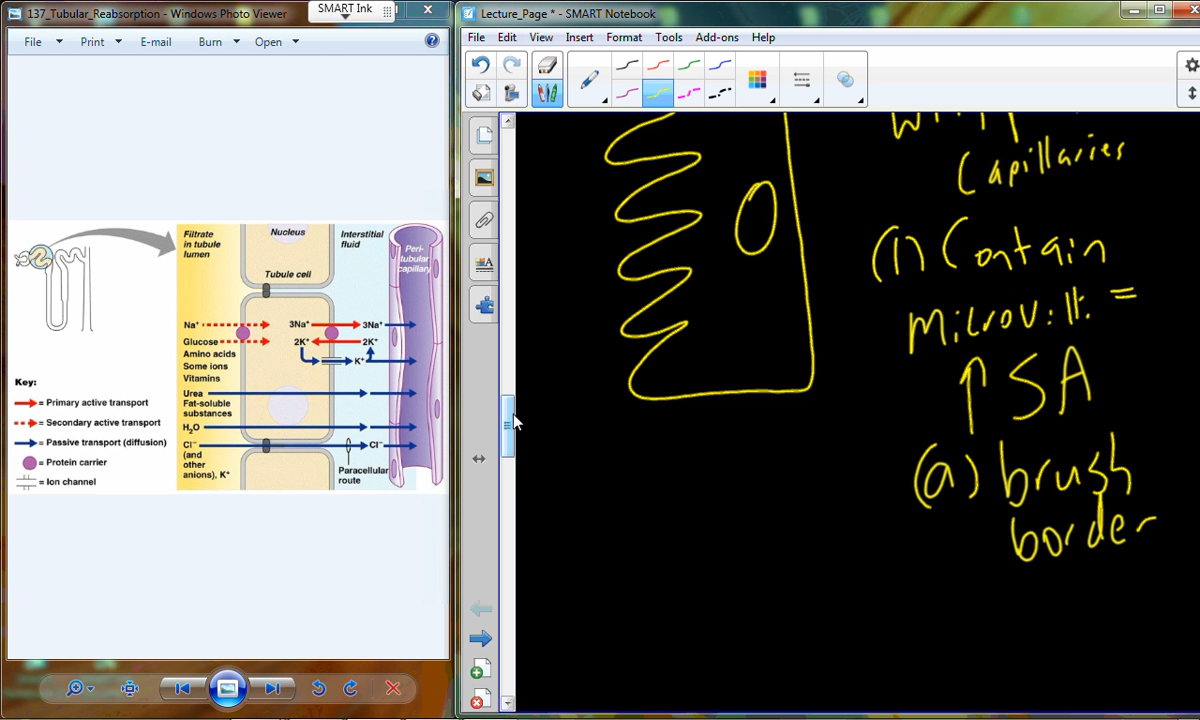 137_Tubular_Reabsorption - Windows Photo Viewer
SMART Ink
File Print E-mail Burn Open
Filtrate
in tubule
lumen
Nucleus
Interstitial
fluid
Peri-
tubular
capillary
Tubule cell
Na⁺
3Na⁺
3Na⁺
Glucose
2K⁺
2K⁺
Amino acids
Some ions
Vitamins
K⁺
Urea
Fat-soluble
substances
H₂O
Cl⁻
(and
other
anions), K⁺
Cl⁻
Paracellular
route
Key:
= Primary active transport
= Secondary active transport
= Passive transport (diffusion)
= Protein carrier
= Ion channel
Lecture_Page * - SMART Notebook
File Edit View Insert Format Tools Add-ons Help
Capillaries
(1) Contain
microvilli =
↑ SA
(a) brush
border